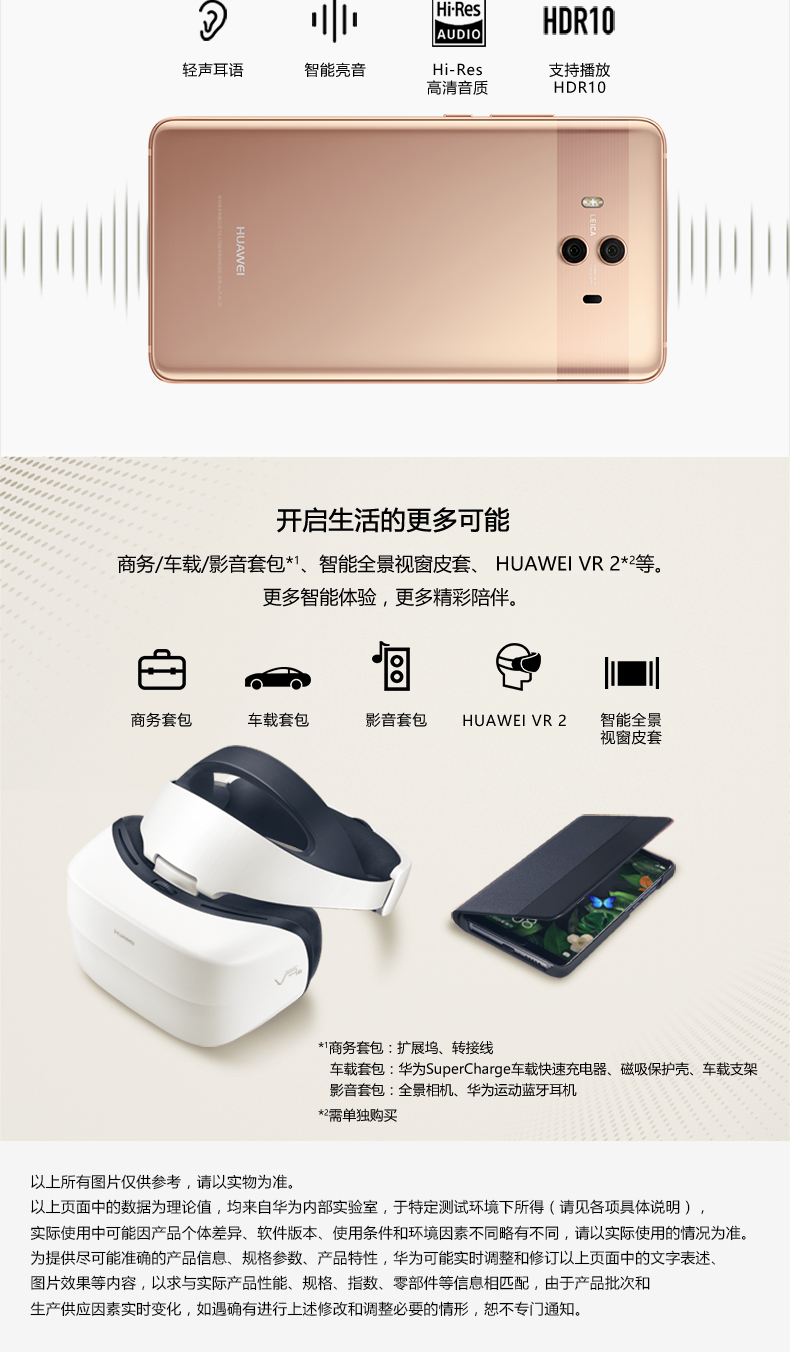 Hi-Res
AUDIO
HDR10
轻声耳语
智能亮音
Hi-Res
高清音质
支持播放
HDR10
LEICA
HUAWEI
开启生活的更多可能
商务/车载/影音套包*1、智能全景视窗皮套、 HUAWEI VR 2*2等。
更多智能体验，更多精彩陪伴。
商务套包
车载套包
影音套包
HUAWEI VR 2
智能全景
视窗皮套
HUAWEI
*1商务套包：扩展坞、转接线
车载套包：华为SuperCharge车载快速充电器、磁吸保护壳、车载支架
影音套包：全景相机、华为运动蓝牙耳机
*2需单独购买
以上所有图片仅供参考，请以实物为准。
以上页面中的数据为理论值，均来自华为内部实验室，于特定测试环境下所得（请见各项具体说明），
实际使用中可能因产品个体差异、软件版本、使用条件和环境因素不同略有不同，请以实际使用的情况为准。
为提供尽可能准确的产品信息、规格参数、产品特性，华为可能实时调整和修订以上页面中的文字表述、
图片效果等内容，以求与实际产品性能、规格、指数、零部件等信息相匹配，由于产品批次和
生产供应因素实时变化，如遇确有进行上述修改和调整必要的情形，恕不专门通知。